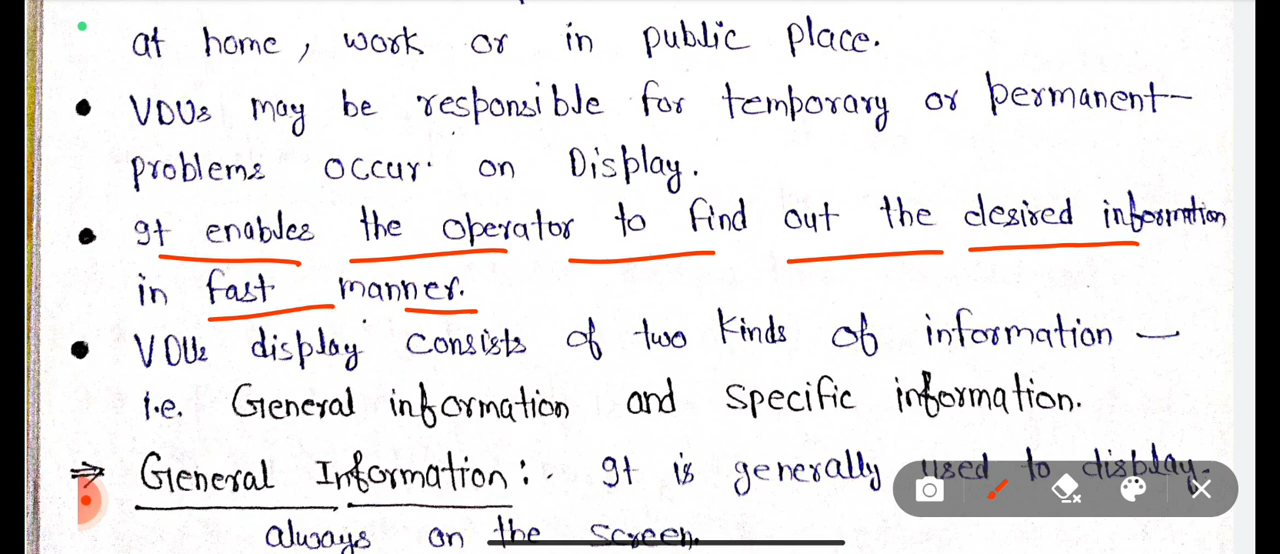 at home, work or in public place.
• VDUs may be responsible for temporary or permanent-
problems occur on Display.
• It enables the operator to find out the desired information
in fast manner.
• VDUs display consists of two kinds of information –
i.e. General information and specific information.
⇒ General Information: It is generally used to display
always on the screen.